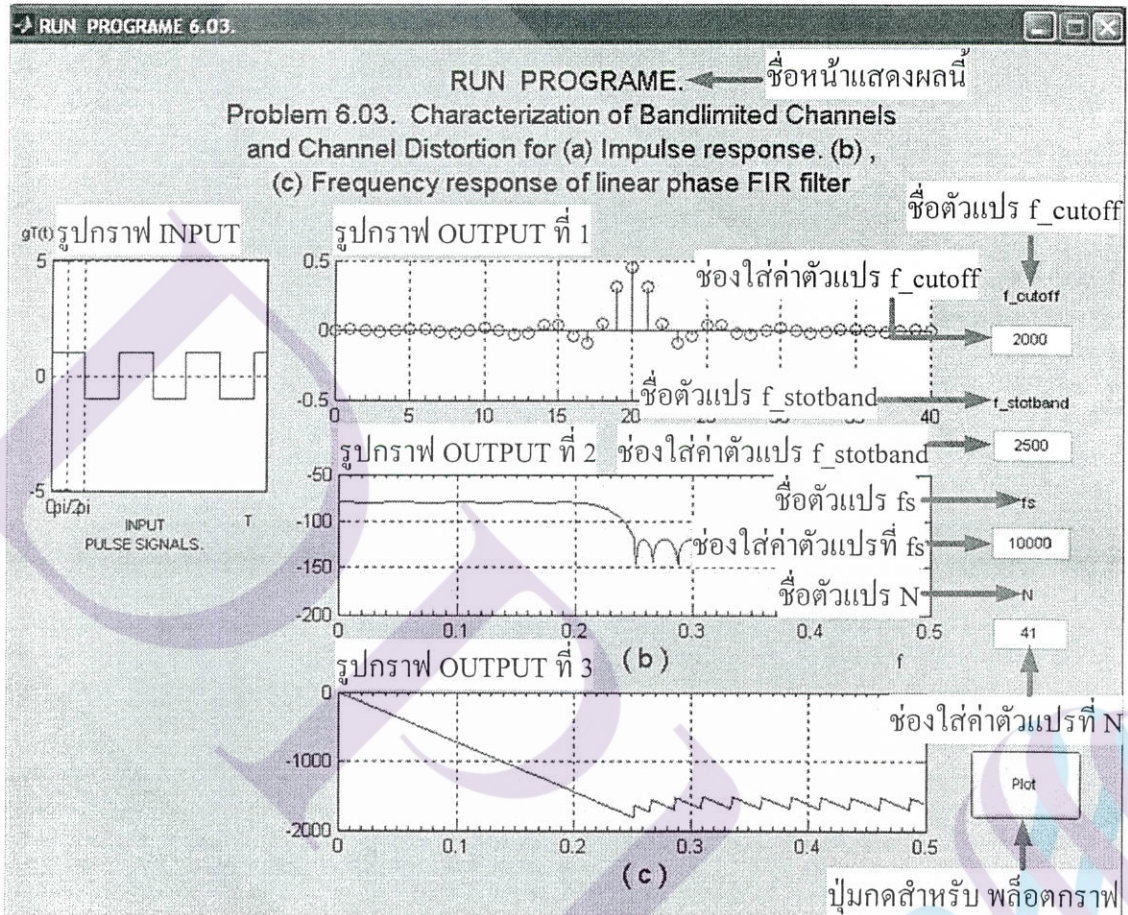 RUN PROGRAME 6.03.
RUN PROGRAME.
ชื่อหน้าแสดงผลนี้
Problem 6.03. Characterization of Bandlimited Channels
and Channel Distortion for (a) Impulse response. (b) ,
(c) Frequency response of linear phase FIR filter
ชื่อตัวแปร f_cutoff
gT(t)
รูปกราฟ INPUT
รูปกราฟ OUTPUT ที่ 1
ช่องใส่ค่าตัวแปร f_cutoff
f_cutoff
2000
5
0
-5
0.5
0
-0.5
0 5 10 15 20 40
ชื่อตัวแปร f_stotband
f_stotband
รูปกราฟ OUTPUT ที่ 2
ช่องใส่ค่าตัวแปร f_stotband
2500
pi/2
pi
INPUT
T
PULSE SIGNALS.
-50
-100
-150
-200
ชื่อตัวแปร fs
fs
ช่องใส่ค่าตัวแปรที่ fs
10000
ชื่อตัวแปร N
N
0 0.1 0.2 0.3 0.4 0.5
41
รูปกราฟ OUTPUT ที่ 3
(b)
f
0
-1000
-2000
ช่องใส่ค่าตัวแปรที่ N
Plot
0 0.1 0.2 0.3 0.4 0.5
(c)
ปุ่มกดสำหรับ พล็อตกราฟ